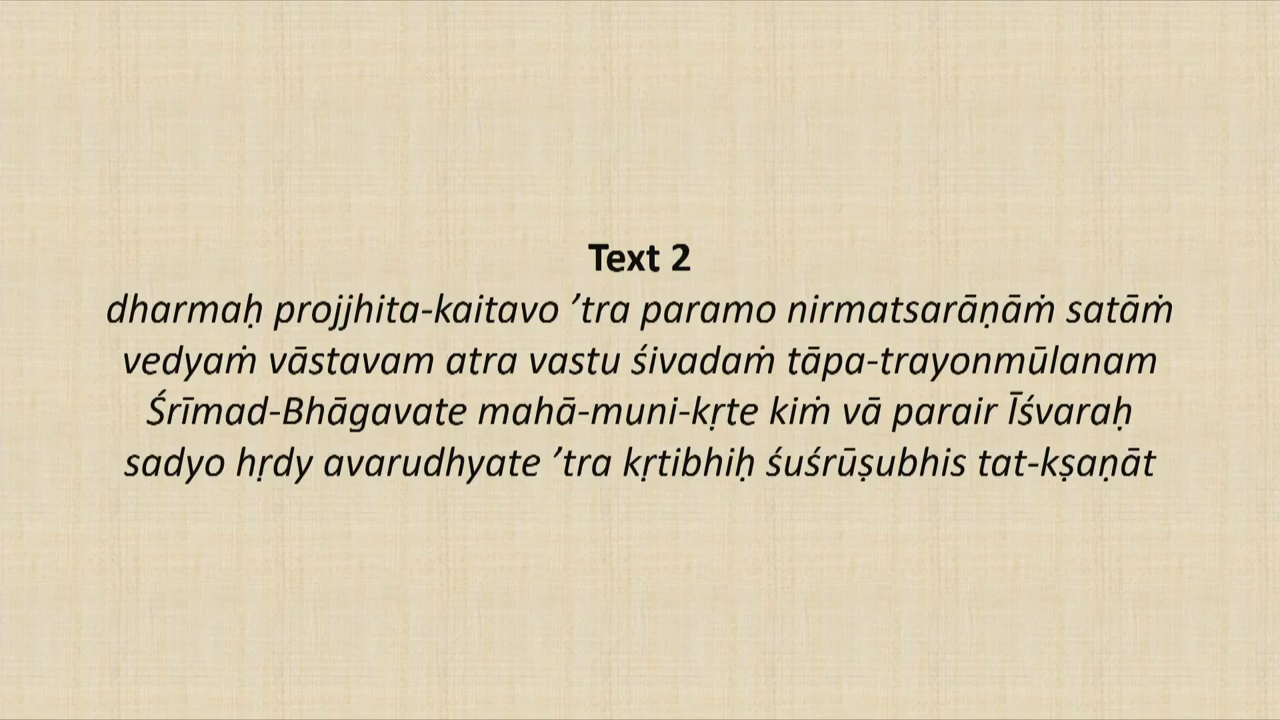 Text 2
dharmaḥ projjhita-kaitavo ’tra paramo nirmatsarāṇāṁ satāṁ
vedyaṁ vāstavam atra vastu śivadaṁ tāpa-trayonmūlanam
Śrīmad-Bhāgavate mahā-muni-kṛte kiṁ vā parair Īśvaraḥ
sadyo hṛdy avarudhyate ’tra kṛtibhiḥ śuśrūṣubhis tat-kṣaṇāt